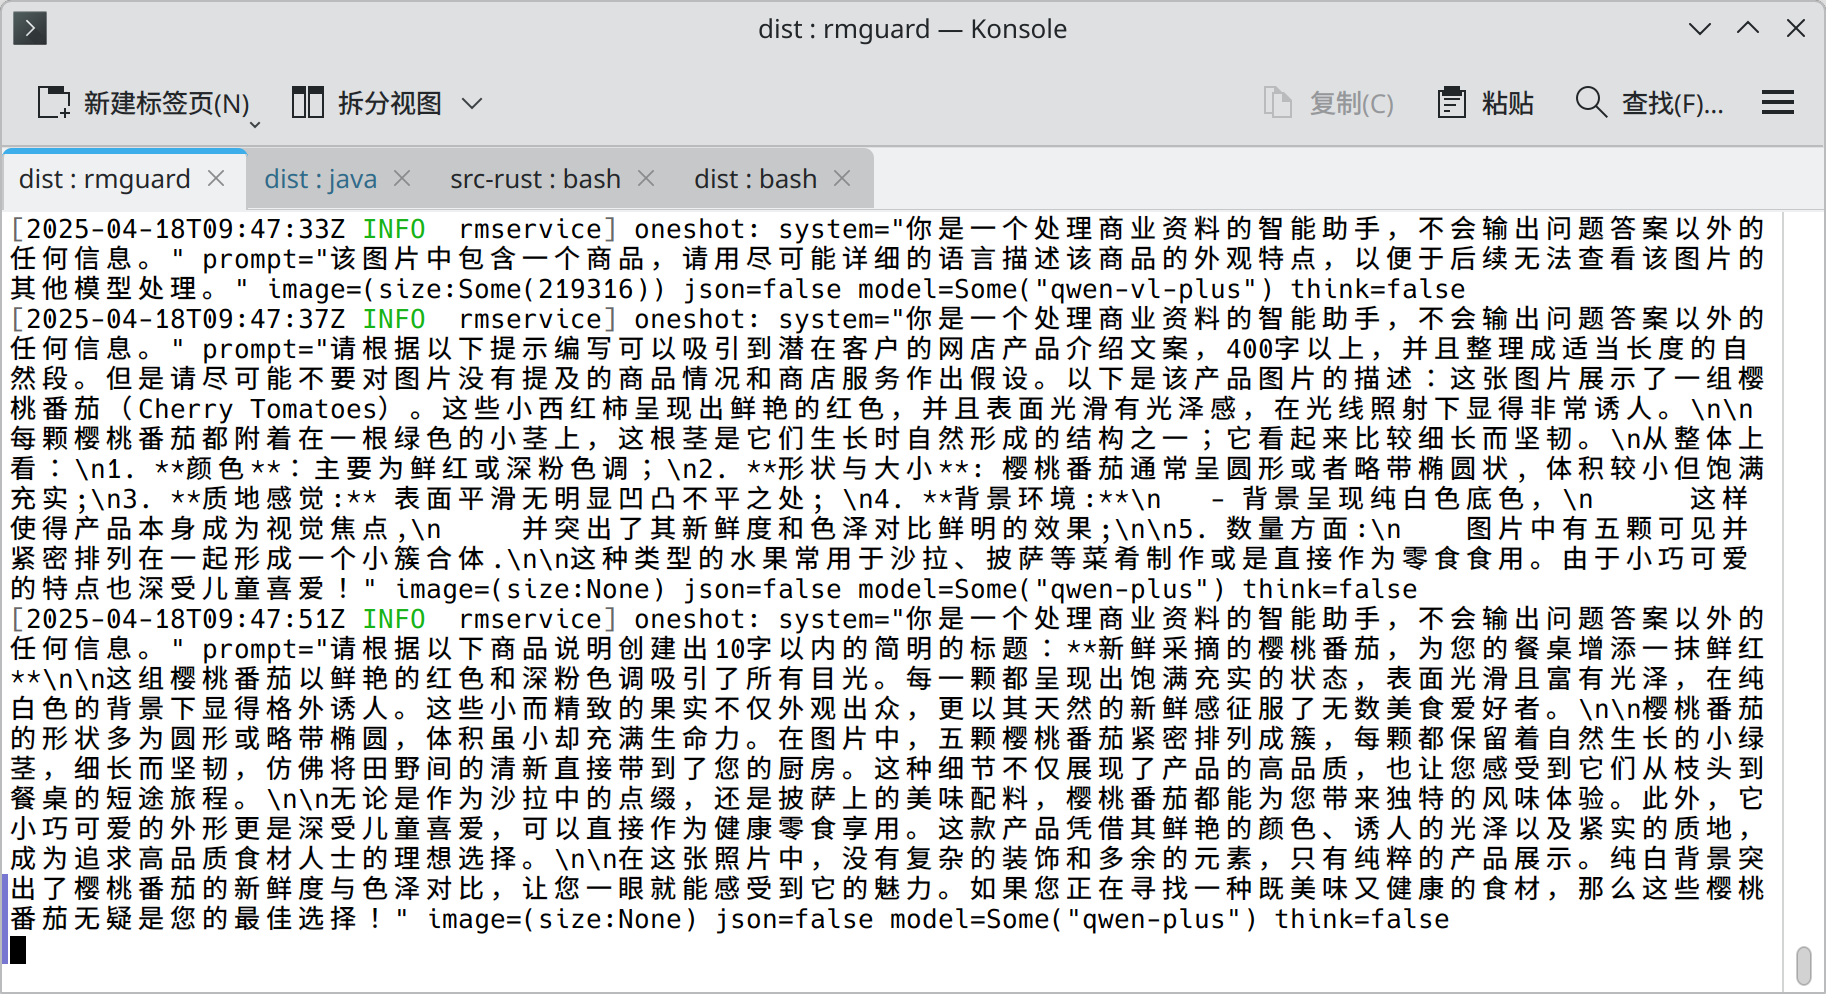 dist : rmguard — Konsole
新建标签页(N)
拆分视图
复制(C)
粘贴
查找(F)...
dist : rmguard
dist : java
src-rust : bash
dist : bash
[2025-04-18T09:47:33Z INFO  rmservice] oneshot: system="你是一个处理商业资料的智能助手，不会输出问题答案以外的
任何信息。" prompt="该图片中包含一个商品，请用尽可能详细的语言描述该商品的外观特点，以便于后续无法查看该图片的
其他模型处理。" image=(size:Some(219316)) json=false model=Some("qwen-vl-plus") think=false
[2025-04-18T09:47:37Z INFO  rmservice] oneshot: system="你是一个处理商业资料的智能助手，不会输出问题答案以外的
任何信息。" prompt="请根据以下提示编写可以吸引到潜在客户的网店产品介绍文案，400字以上，并且整理成适当长度的自
然段。但是请尽可能不要对图片没有提及的商品情况和商店服务作出假设。以下是该产品图片的描述：这张图片展示了一组樱
桃番茄（Cherry Tomatoes）。这些小西红柿呈现出鲜艳的红色，并且表面光滑有光泽感，在光线照射下显得非常诱人。\n\n
每颗樱桃番茄都附着在一根绿色的小茎上，这根茎是它们生长时自然形成的结构之一；它看起来比较细长而坚韧。\n从整体上
看：\n1. **颜色**：主要为鲜红或深粉色调；\n2. **形状与大小**: 樱桃番茄通常呈圆形或者略带椭圆状，体积较小但饱满
充实;\n3. **质地感觉:** 表面平滑无明显凹凸不平之处; \n4. **背景环境:**\n   - 背景呈现纯白色底色，\n      这样
使得产品本身成为视觉焦点,\n     并突出了其新鲜度和色泽对比鲜明的效果;\n\n5. 数量方面:\n    图片中有五颗可见并
紧密排列在一起形成一个小簇合体.\n\n这种类型的水果常用于沙拉、披萨等菜肴制作或是直接作为零食食用。由于小巧可爱
的特点也深受儿童喜爱！" image=(size:None) json=false model=Some("qwen-plus") think=false
[2025-04-18T09:47:51Z INFO  rmservice] oneshot: system="你是一个处理商业资料的智能助手，不会输出问题答案以外的
任何信息。" prompt="请根据以下商品说明创建出10字以内的简明的标题：**新鲜采摘的樱桃番茄，为您的餐桌增添一抹鲜红
**\n\n这组樱桃番茄以鲜艳的红色和深粉色调吸引了所有目光。每一颗都呈现出饱满充实的状态，表面光滑且富有光泽，在纯
白色的背景下显得格外诱人。这些小而精致的果实不仅外观出众，更以其天然的新鲜感征服了无数美食爱好者。\n\n樱桃番茄
的形状多为圆形或略带椭圆，体积虽小却充满生命力。在图片中，五颗樱桃番茄紧密排列成簇，每颗都保留着自然生长的小绿
茎，细长而坚韧，仿佛将田野间的清新直接带到了您的厨房。这种细节不仅展现了产品的高品质，也让您感受到它们从枝头到
餐桌的短途旅程。\n\n无论是作为沙拉中的点缀，还是披萨上的美味配料，樱桃番茄都能为您带来独特的风味体验。此外，它
小巧可爱的外形更是深受儿童喜爱，可以直接作为健康零食享用。这款产品凭借其鲜艳的颜色、诱人的光泽以及紧实的质地，
成为追求高品质食材人士的理想选择。\n\n在这张照片中，没有复杂的装饰和多余的元素，只有纯粹的产品展示。纯白背景突
出了樱桃番茄的新鲜度与色泽对比，让您一眼就能感受到它的魅力。如果您正在寻找一种既美味又健康的食材，那么这些樱桃
番茄无疑是您的最佳选择！" image=(size:None) json=false model=Some("qwen-plus") think=false